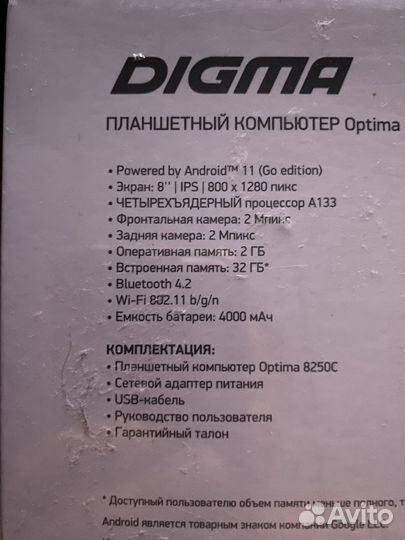 DIGMA
ПЛАНШЕТНЫЙ КОМПЬЮТЕР Optima
• Powered by Android™ 11 (Go edition)
• Экран: 8'' | IPS | 800 x 1280 пикс
• ЧЕТЫРЕХЪЯДЕРНЫЙ процессор A133
• Фронтальная камера: 2 Мпикс
• Задняя камера: 2 Мпикс
• Оперативная память: 2 ГБ
• Встроенная память: 32 ГБ*
• Bluetooth 4.2
• Wi-Fi 802.11 b/g/n
• Емкость батареи: 4000 мАч
КОМПЛЕКТАЦИЯ:
• Планшетный компьютер Optima 8250C
• Сетевой адаптер питания
• USB-кабель
• Руководство пользователя
• Гарантийный талон
* Доступный пользователю объем памяти меньше полного, т
Android является товарным знаком компании Google LLC.
Avito